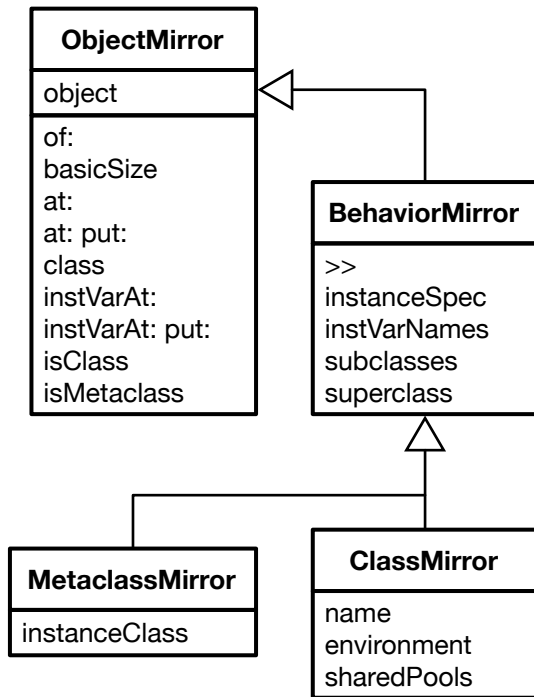 ObjectMirror
object
of:
basicSize
at:
at: put:
class
instVarAt:
instVarAt: put:
isClass
isMetaclass
BehaviorMirror
>>
instanceSpec
instVarNames
subclasses
superclass
MetaclassMirror
instanceClass
ClassMirror
name
environment
sharedPools